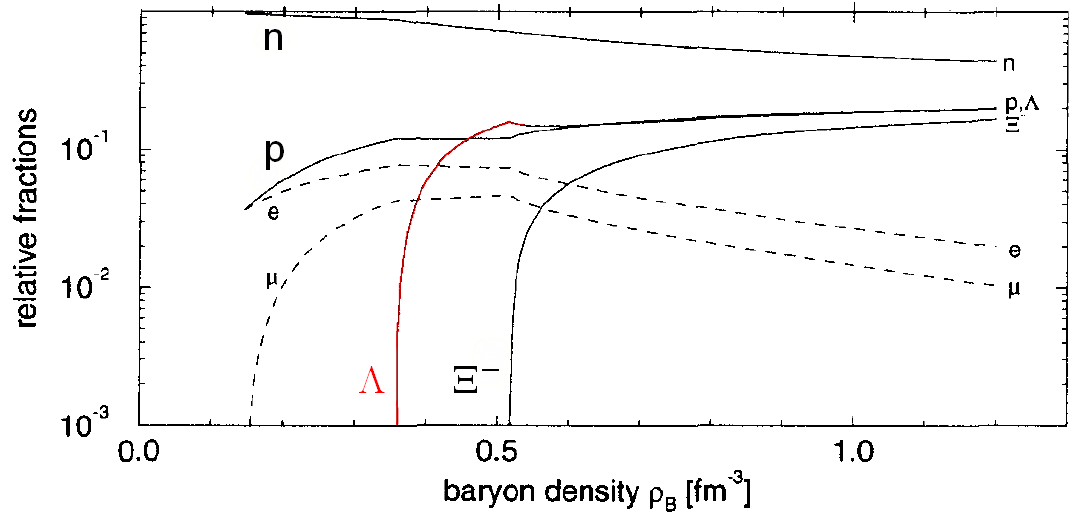 n
n
p,Λ
Ξ⁻
10⁻¹
p
e
μ
e
10⁻²
μ
Λ
Ξ⁻
10⁻³
0.0
0.5
1.0
relative fractions
baryon density ρB [fm⁻³]